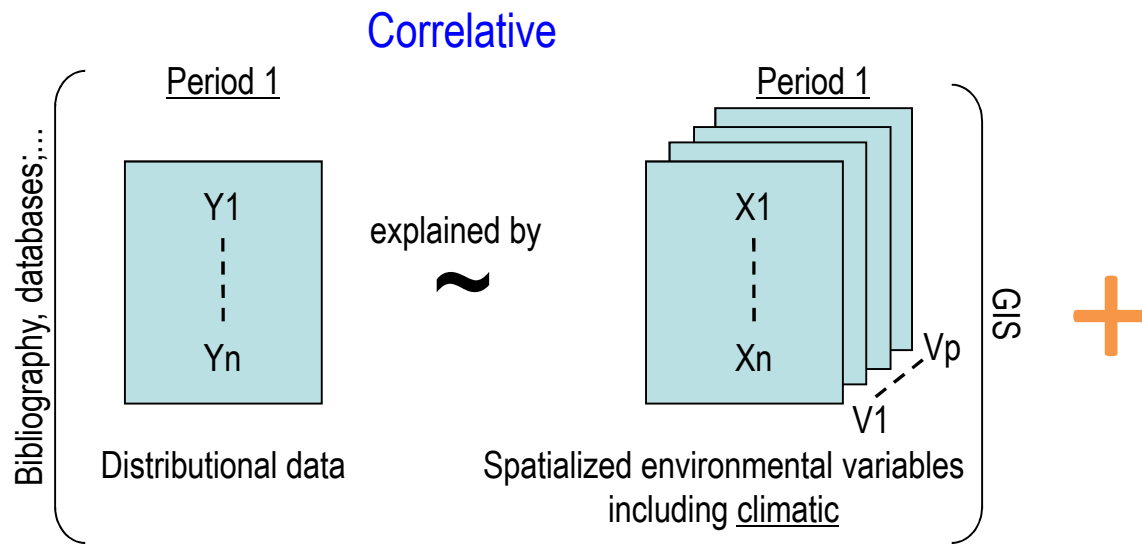 Correlative
Period 1
Period 1
Bibliography, databases;...
Y1
Yn
explained by
~
X1
Xn
V1
Vp
GIS
+
Distributional data
Spatialized environmental variables
including climatic